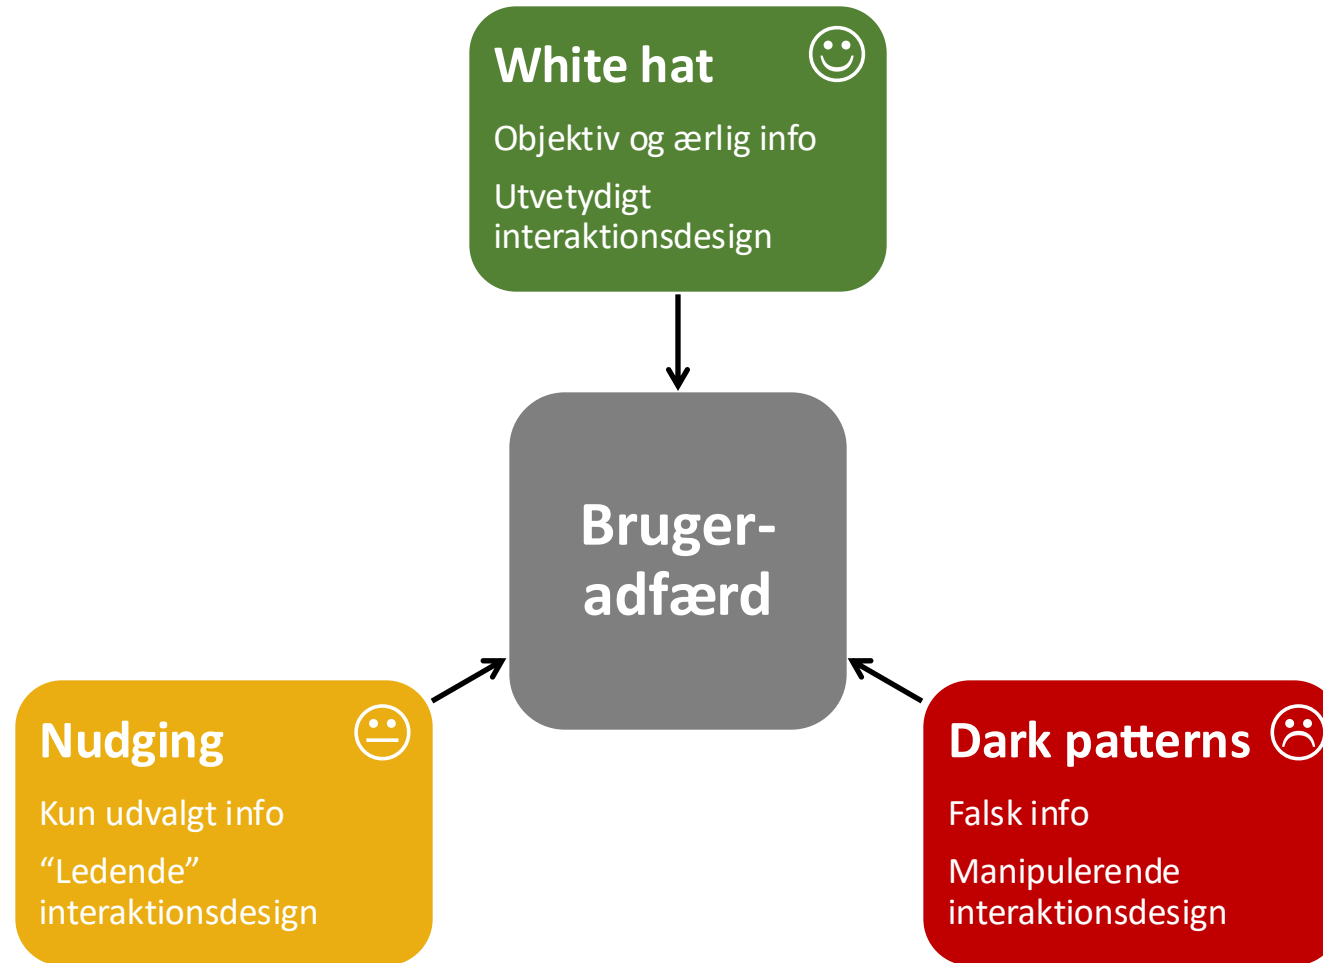 White hat
Objektiv og ærlig info
Utvetydigt
interaktionsdesign
Bruger-
adfærd
Nudging
Kun udvalgt info
“Ledende”
interaktionsdesign
Dark patterns
Falsk info
Manipulerende
interaktionsdesign